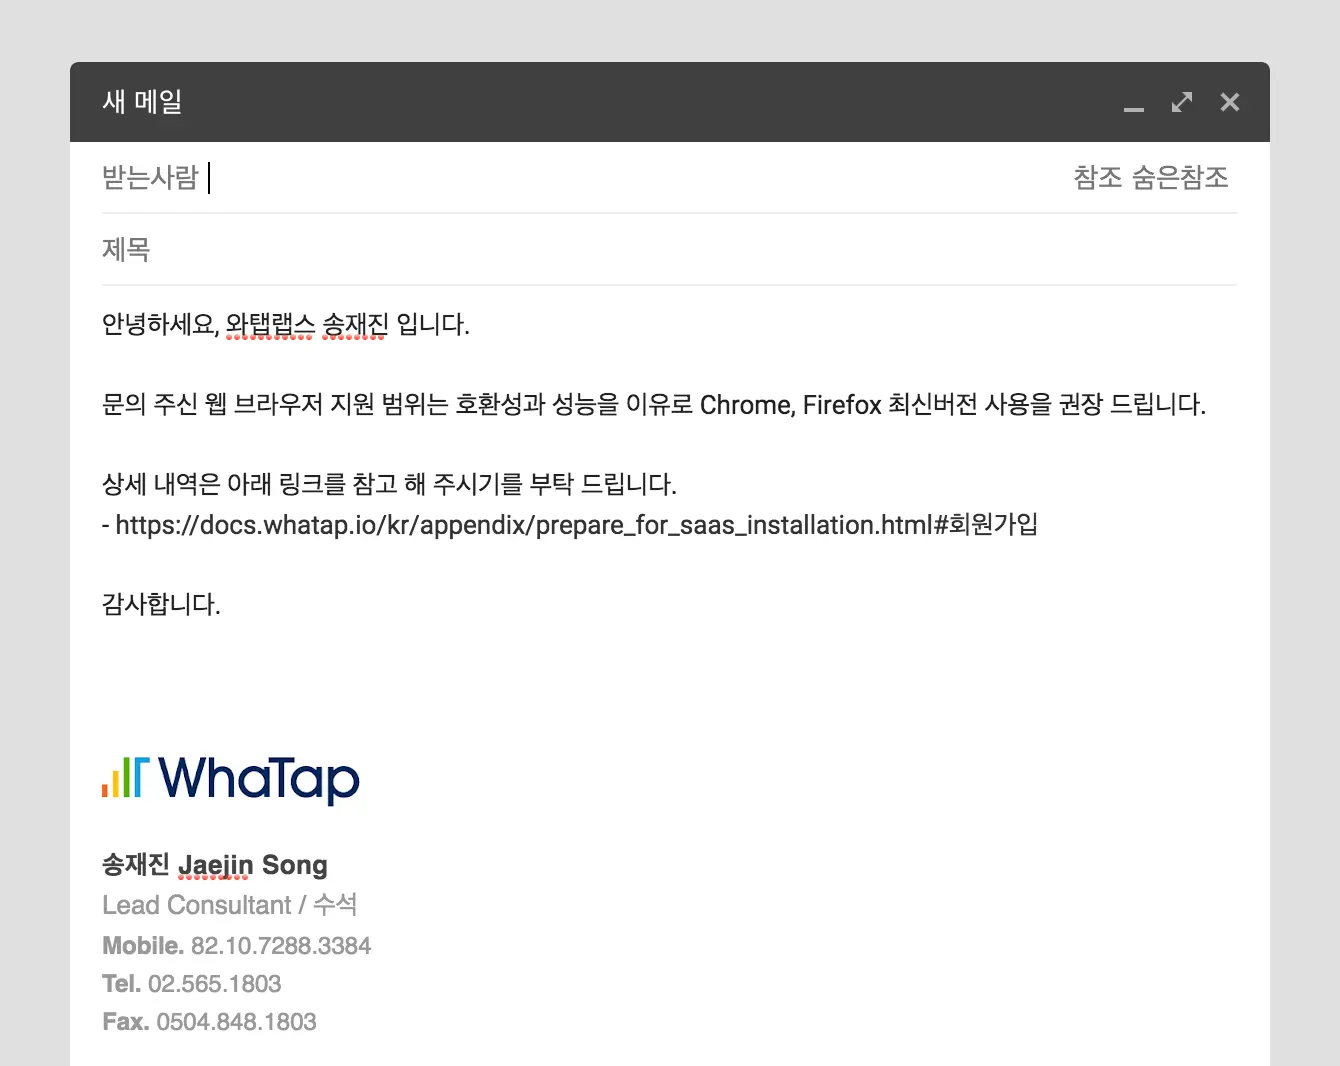 새 메일
받는사람 참조 숨은참조
제목
안녕하세요, 와탭랩스 송재진 입니다.
문의 주신 웹 브라우저 지원 범위는 호환성과 성능을 이유로 Chrome, Firefox 최신버전 사용을 권장 드립니다.
상세 내역은 아래 링크를 참고 해 주시기를 부탁 드립니다.
- https://docs.whatap.io/kr/appendix/prepare_for_saas_installation.html#회원가입
감사합니다.
WhaTap
송재진 Jaejin Song
Lead Consultant / 수석
Mobile. 82.10.7288.3384
Tel. 02.565.1803
Fax. 0504.848.1803